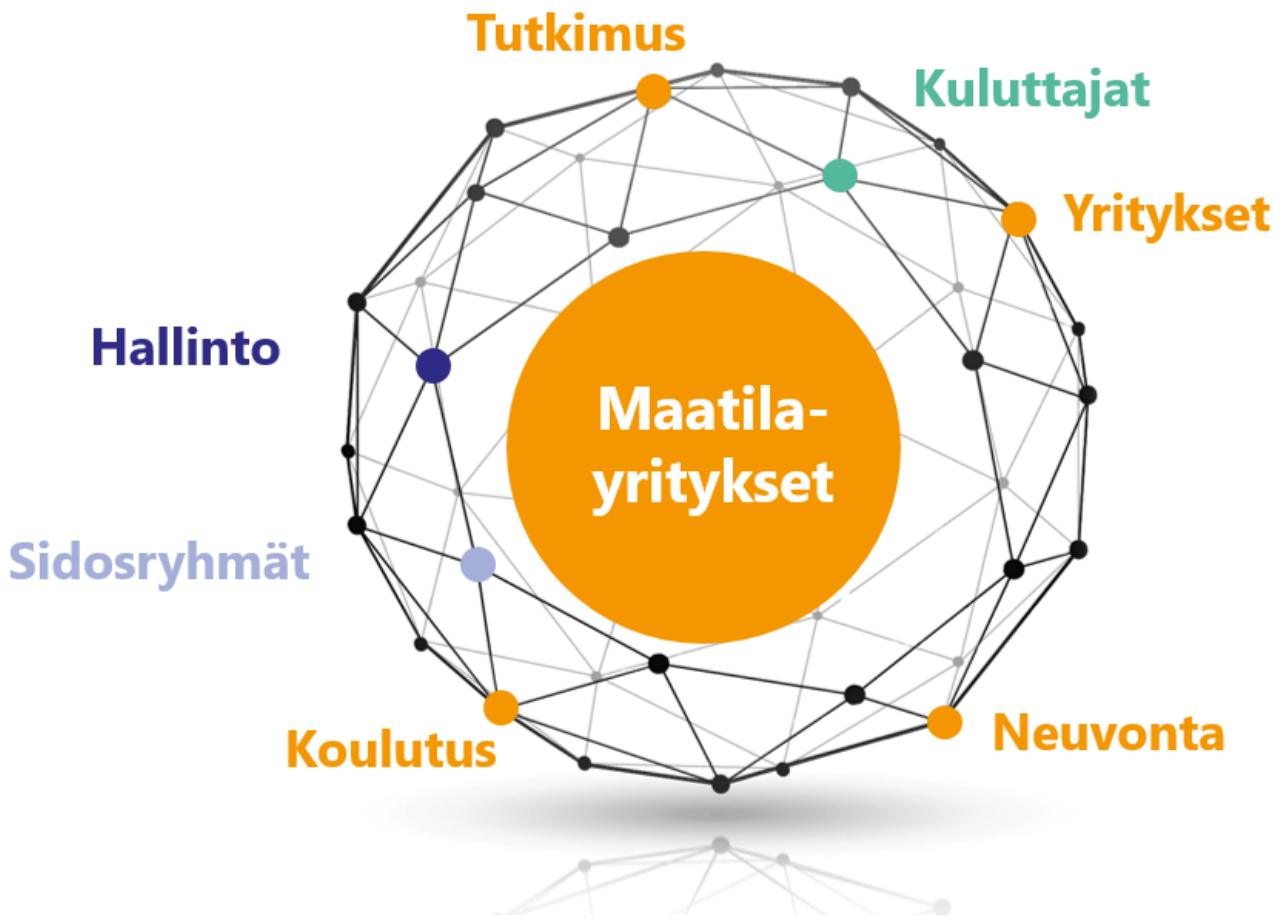 Tutkimus
Kuluttajat
Yritykset
Hallinto
Maatila-
yritykset
Sidosryhmät
Koulutus
Neuvonta